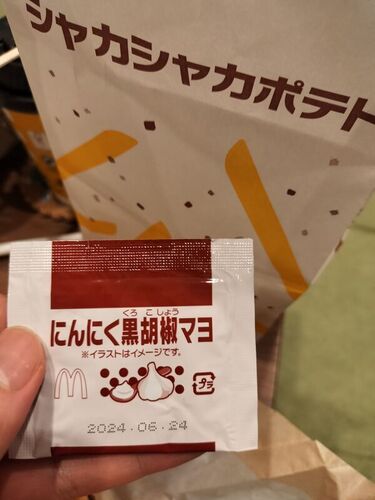 シャカシャカポテト
にんにく黒胡椒マヨ
くろこしょう
※イラストはイメージです。
プラ
2024.06.24